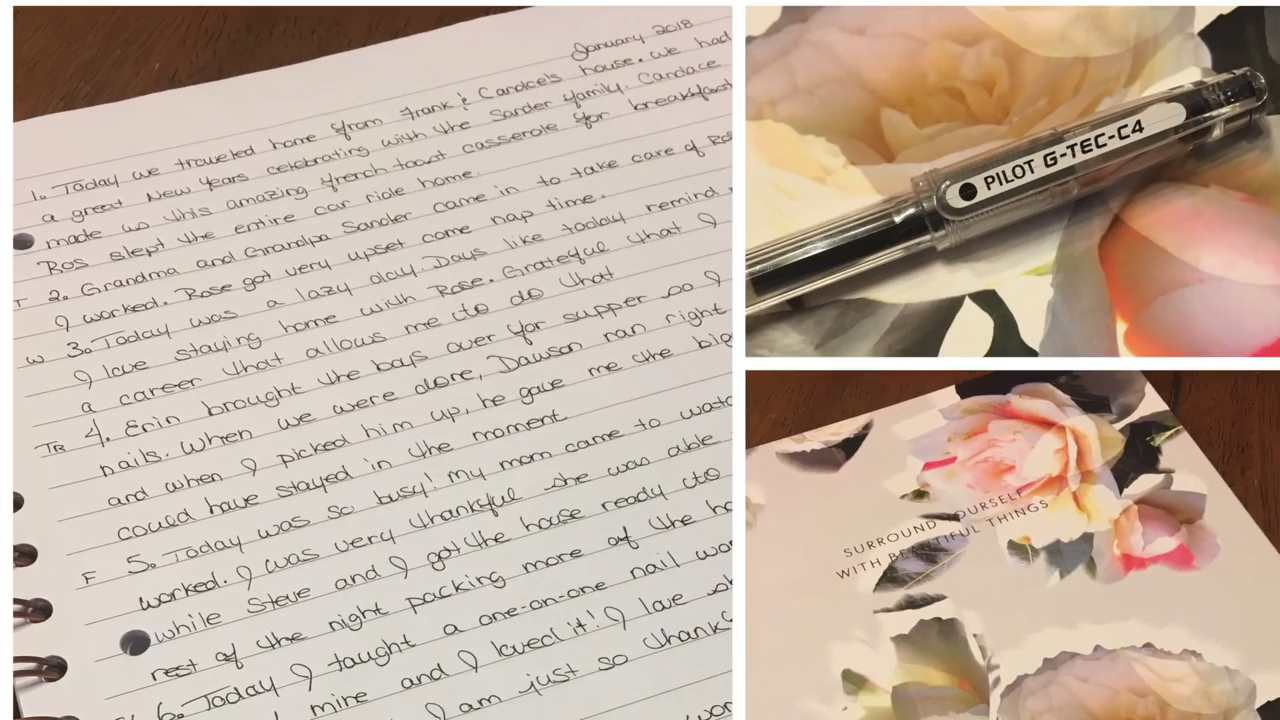 January 2018
1. Today we traveled home from Frank & Candce's house. We had
a great New Years celebrating with the Sander family. Candace
made us this amazing french toast casserole for breakfast
Ros slept the entire car ride home.
T 2. Grandma and Grandpa Sander came in to take care of Ros
I worked. Rose got very upset come nap time.
W 3. Today was a lazy day. Days like today remind
I love staying home with Rose. Grateful that I
a career that allows me to do that
TR 4. Erin brought the boys over for supper so I
nails. When we were done, Dawson ran right
and when I picked him up, he gave me the big
could have stayed in the moment.
F 5. Today was so busy! My mom came to watc
worked. I was very thankful she was able
while Steve and I got the house ready to
rest of the night packing more of the ho
6. Today I taught a one-on-one nail wor
mine and I loved it! I love sh
I am just so thank
wor
PILOT G-TEC-C4
SURROUND YOURSELF
WITH BEAUTIFUL THINGS